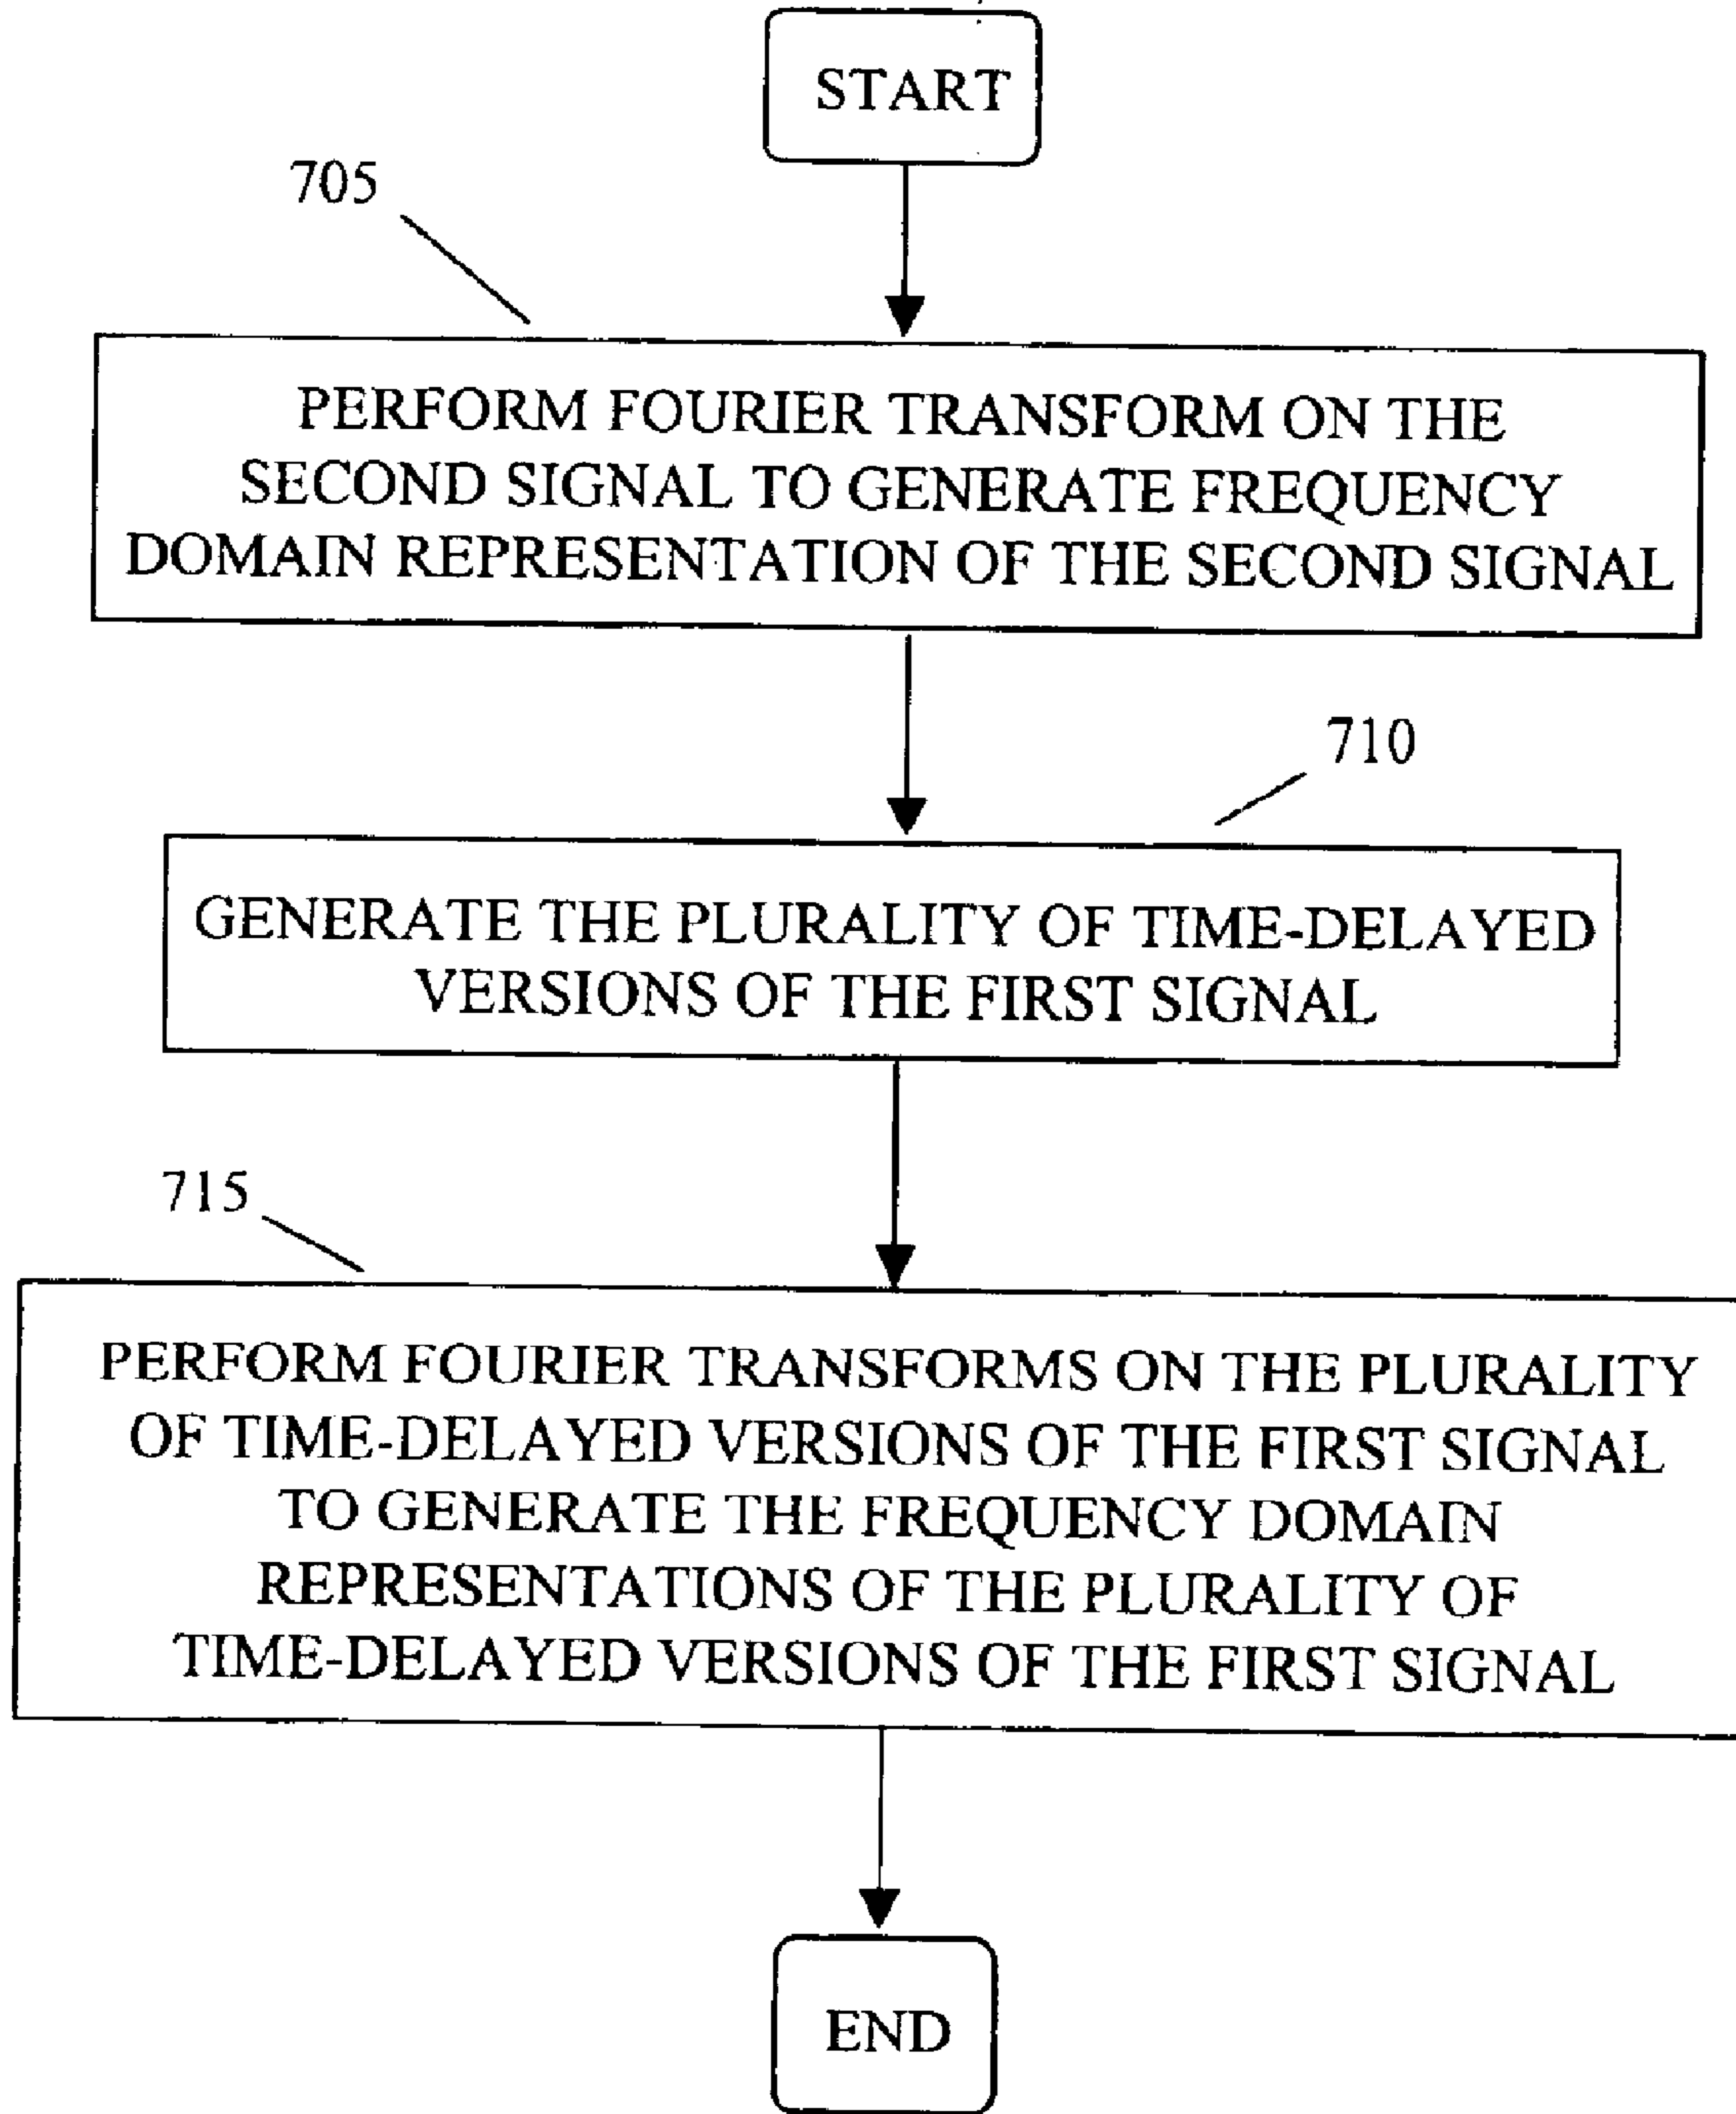 START
705
PERFORM FOURIER TRANSFORM ON THE
SECOND SIGNAL TO GENERATE FREQUENCY
DOMAIN REPRESENTATION OF THE SECOND SIGNAL
710
GENERATE THE PLURALITY OF TIME-DELAYED
VERSIONS OF THE FIRST SIGNAL
715
PERFORM FOURIER TRANSFORMS ON THE PLURALITY
OF TIME-DELAYED VERSIONS OF THE FIRST SIGNAL
TO GENERATE THE FREQUENCY DOMAIN
REPRESENTATIONS OF THE PLURALITY OF
TIME-DELAYED VERSIONS OF THE FIRST SIGNAL
END